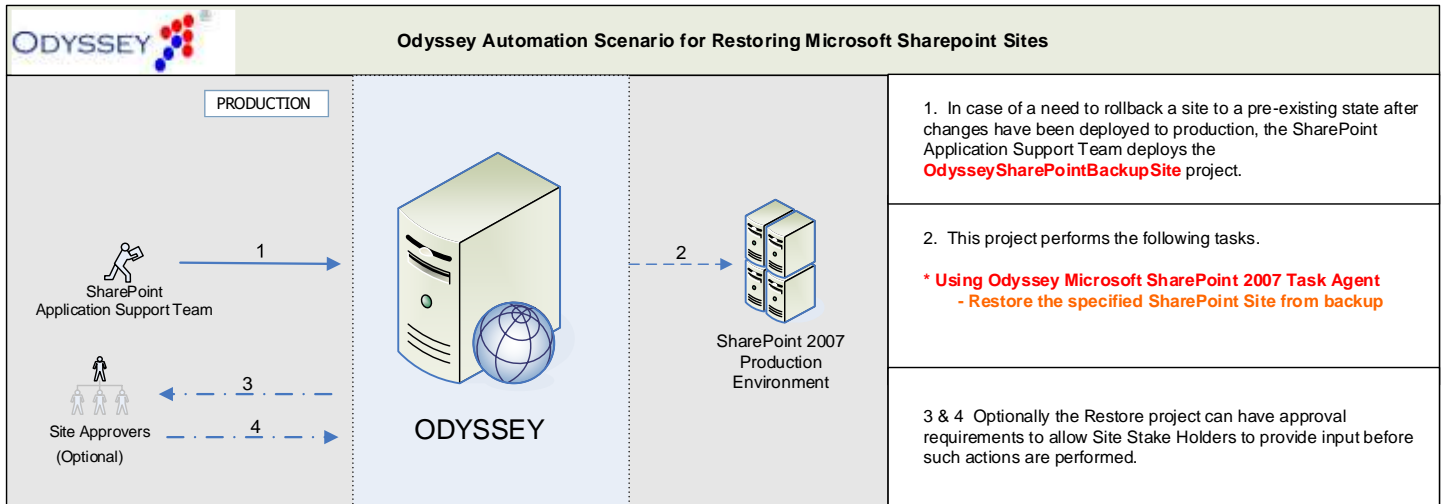 ODYSSEY
Odyssey Automation Scenario for Restoring Microsoft Sharepoint Sites
PRODUCTION
1
SharePoint
Application Support Team
3
4
Site Approvers
(Optional)
ODYSSEY
2
SharePoint 2007
Production
Environment
1. In case of a need to rollback a site to a pre-existing state after
changes have been deployed to production, the SharePoint
Application Support Team deploys the
OdysseySharePointBackupSite project.
2. This project performs the following tasks.
* Using Odyssey Microsoft SharePoint 2007 Task Agent
- Restore the specified SharePoint Site from backup
3 & 4 Optionally the Restore project can have approval
requirements to allow Site Stake Holders to provide input before
such actions are performed.